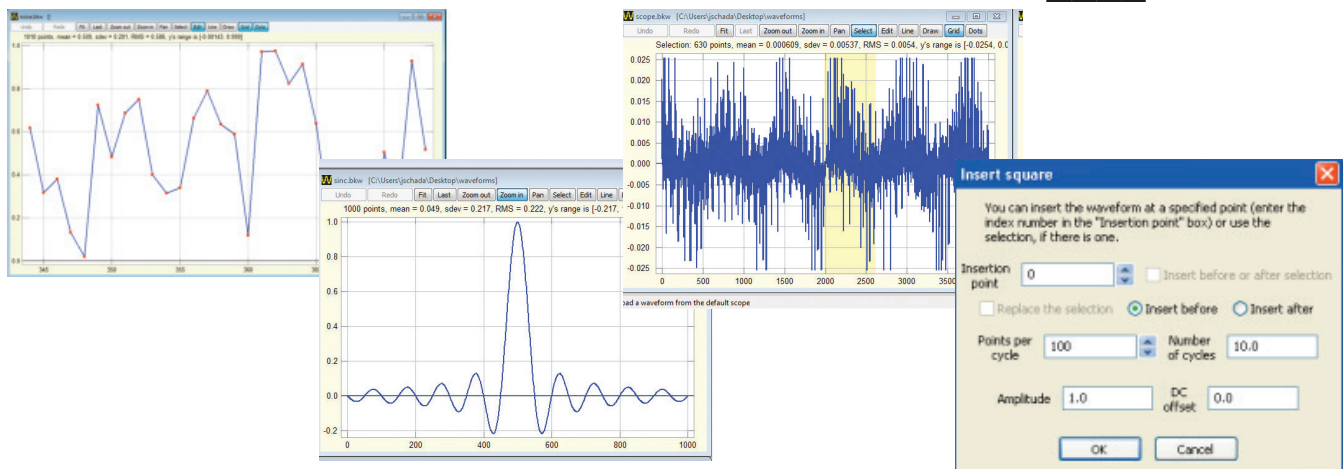 Undo Redo Fit Last Zoom out Zoom in Pan Select Edit Line Draw Grid Dots
1.0
0.8
0.6
0.4
0.2
0.0
345 350 355 360
scope.bkw [C:\Users\jschada\Desktop\waveforms]
Undo Redo Fit Last Zoom out Zoom in Pan Select Edit Line Draw Grid Dots
Selection: 630 points, mean = 0.000609, sdev = 0.00537, RMS = 0.0054, y's range is [-0.0254, 0.0
0.025
0.020
0.015
0.010
0.005
0.000
-0.005
-0.010
-0.015
-0.020
-0.025
0 500 1000 1500 2000 2500 3000 3500
oad a waveform from the default scope
sinc.bkw [C:\Users\jschada\Desktop\waveforms]
Undo Redo Fit Last Zoom out Zoom in Pan Select Edit Line
1000 points, mean = 0.049, sdev = 0.217, RMS = 0.222, y's range is [-0.217,
1.0
0.8
0.6
0.4
0.2
0.0
-0.2
0 200 400 600 800 1000
Insert square
You can insert the waveform at a specified point (enter the
index number in the "Insertion point" box) or use the
selection, if there is one.
Insertion point 0 Insert before or after selection
Replace the selection Insert before Insert after
Points per cycle 100 Number of cycles 10.0
Amplitude 1.0 DC offset 0.0
OK Cancel